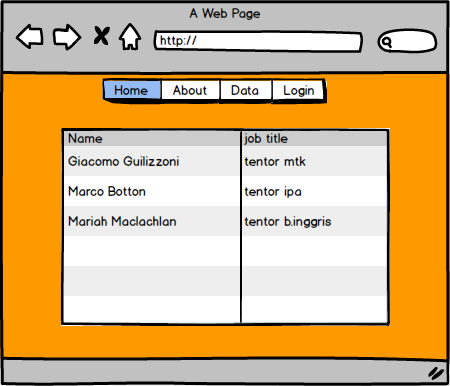 A Web Page
http://
Home About Data Login
Name job title
Giacomo Guilizzoni tentor mtk
Marco Botton tentor ipa
Mariah Maclachlan tentor b.inggris